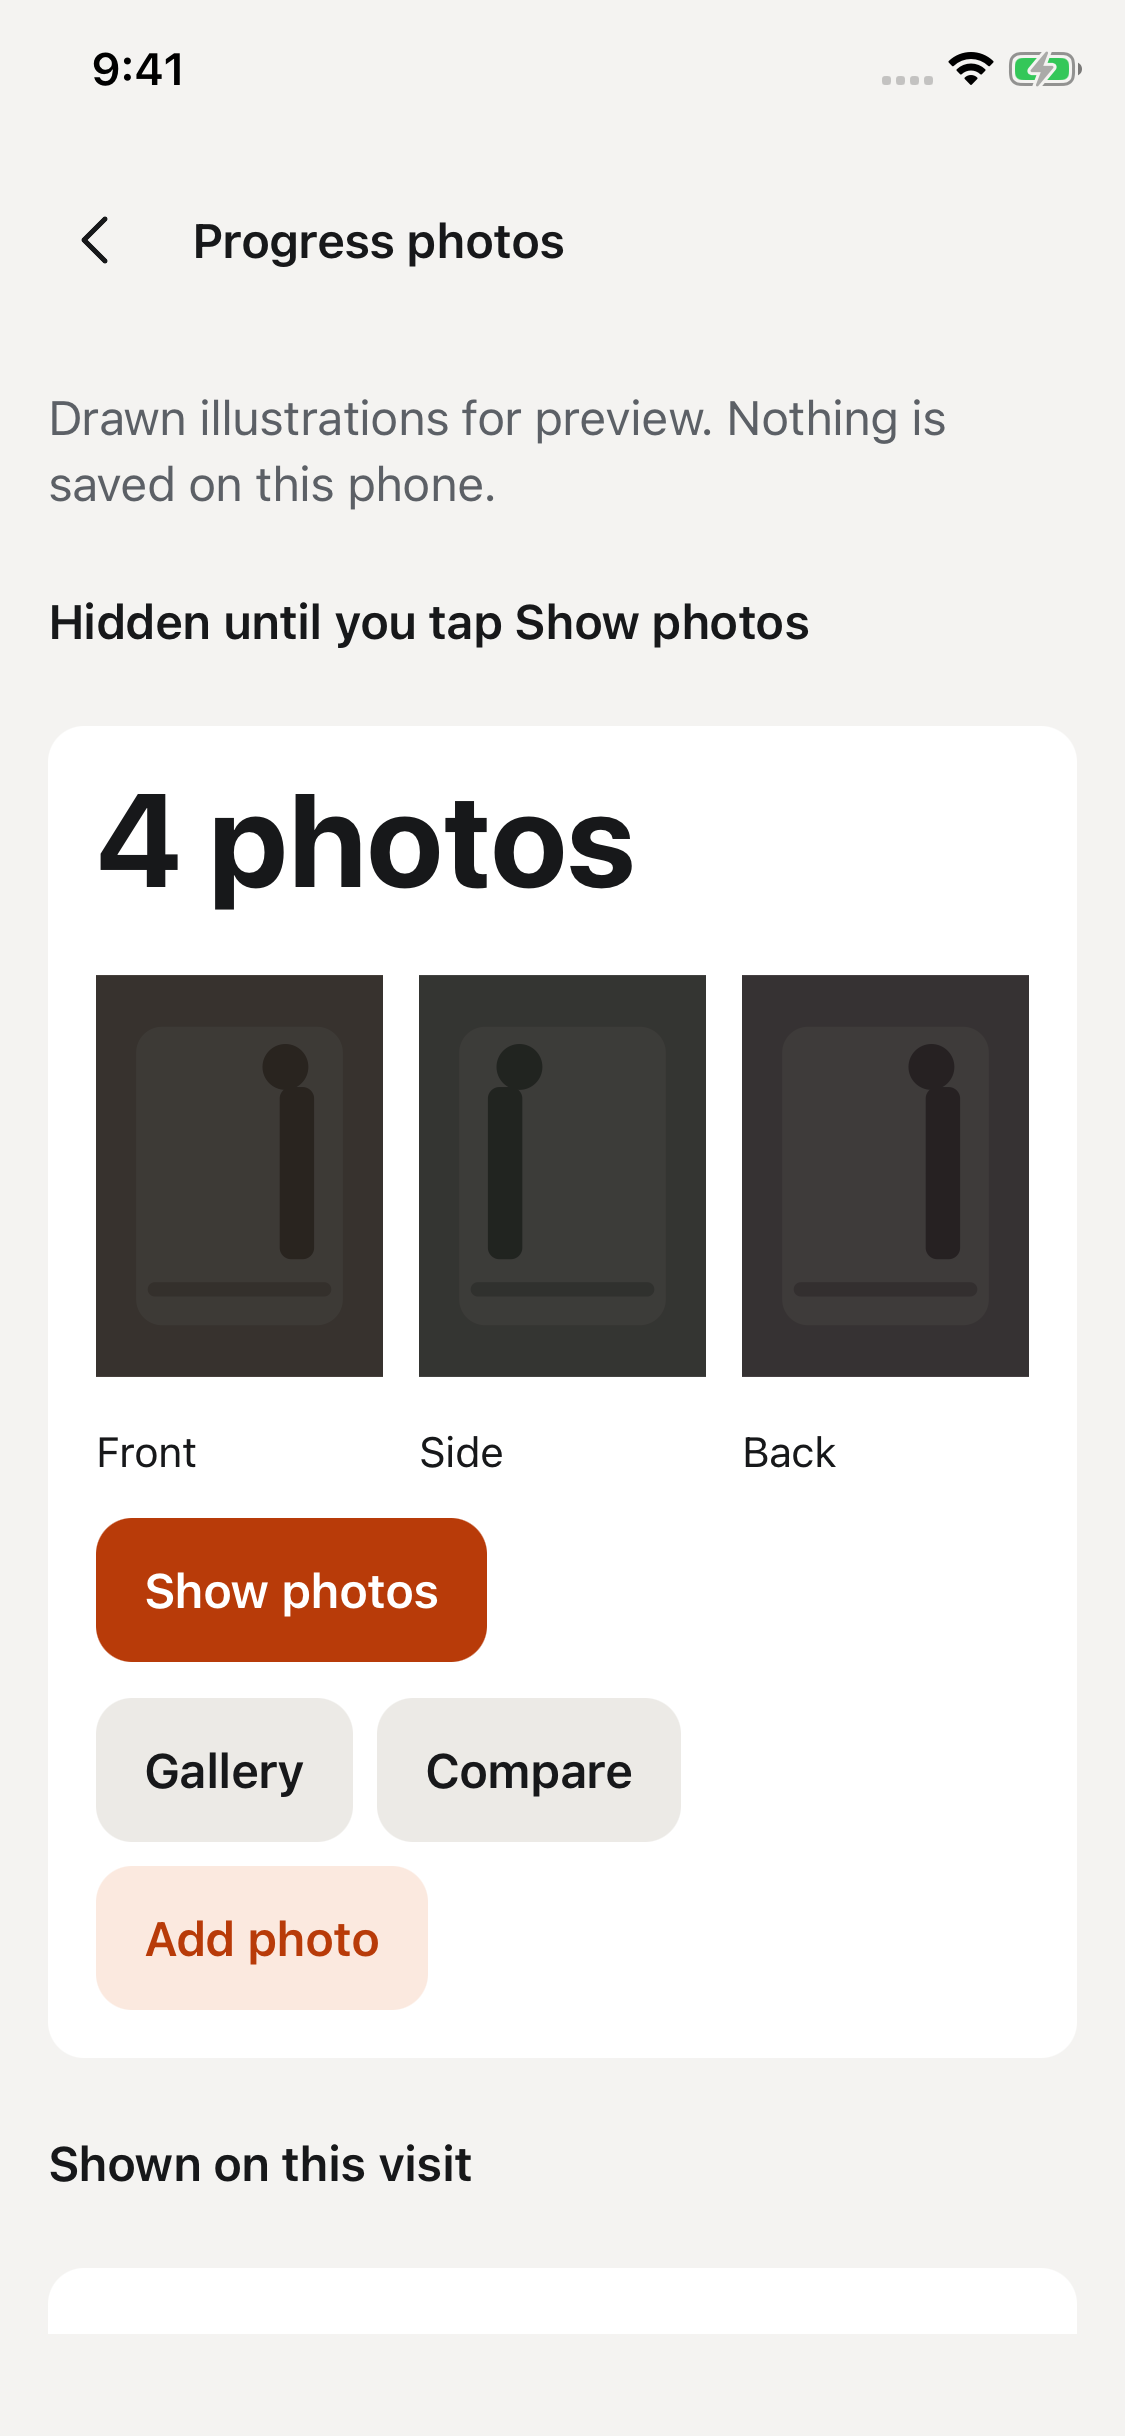 9:41
Progress photos
Drawn illustrations for preview. Nothing is
saved on this phone.
Hidden until you tap Show photos
4 photos
Front Side Back
Show photos
Gallery Compare
Add photo
Shown on this visit